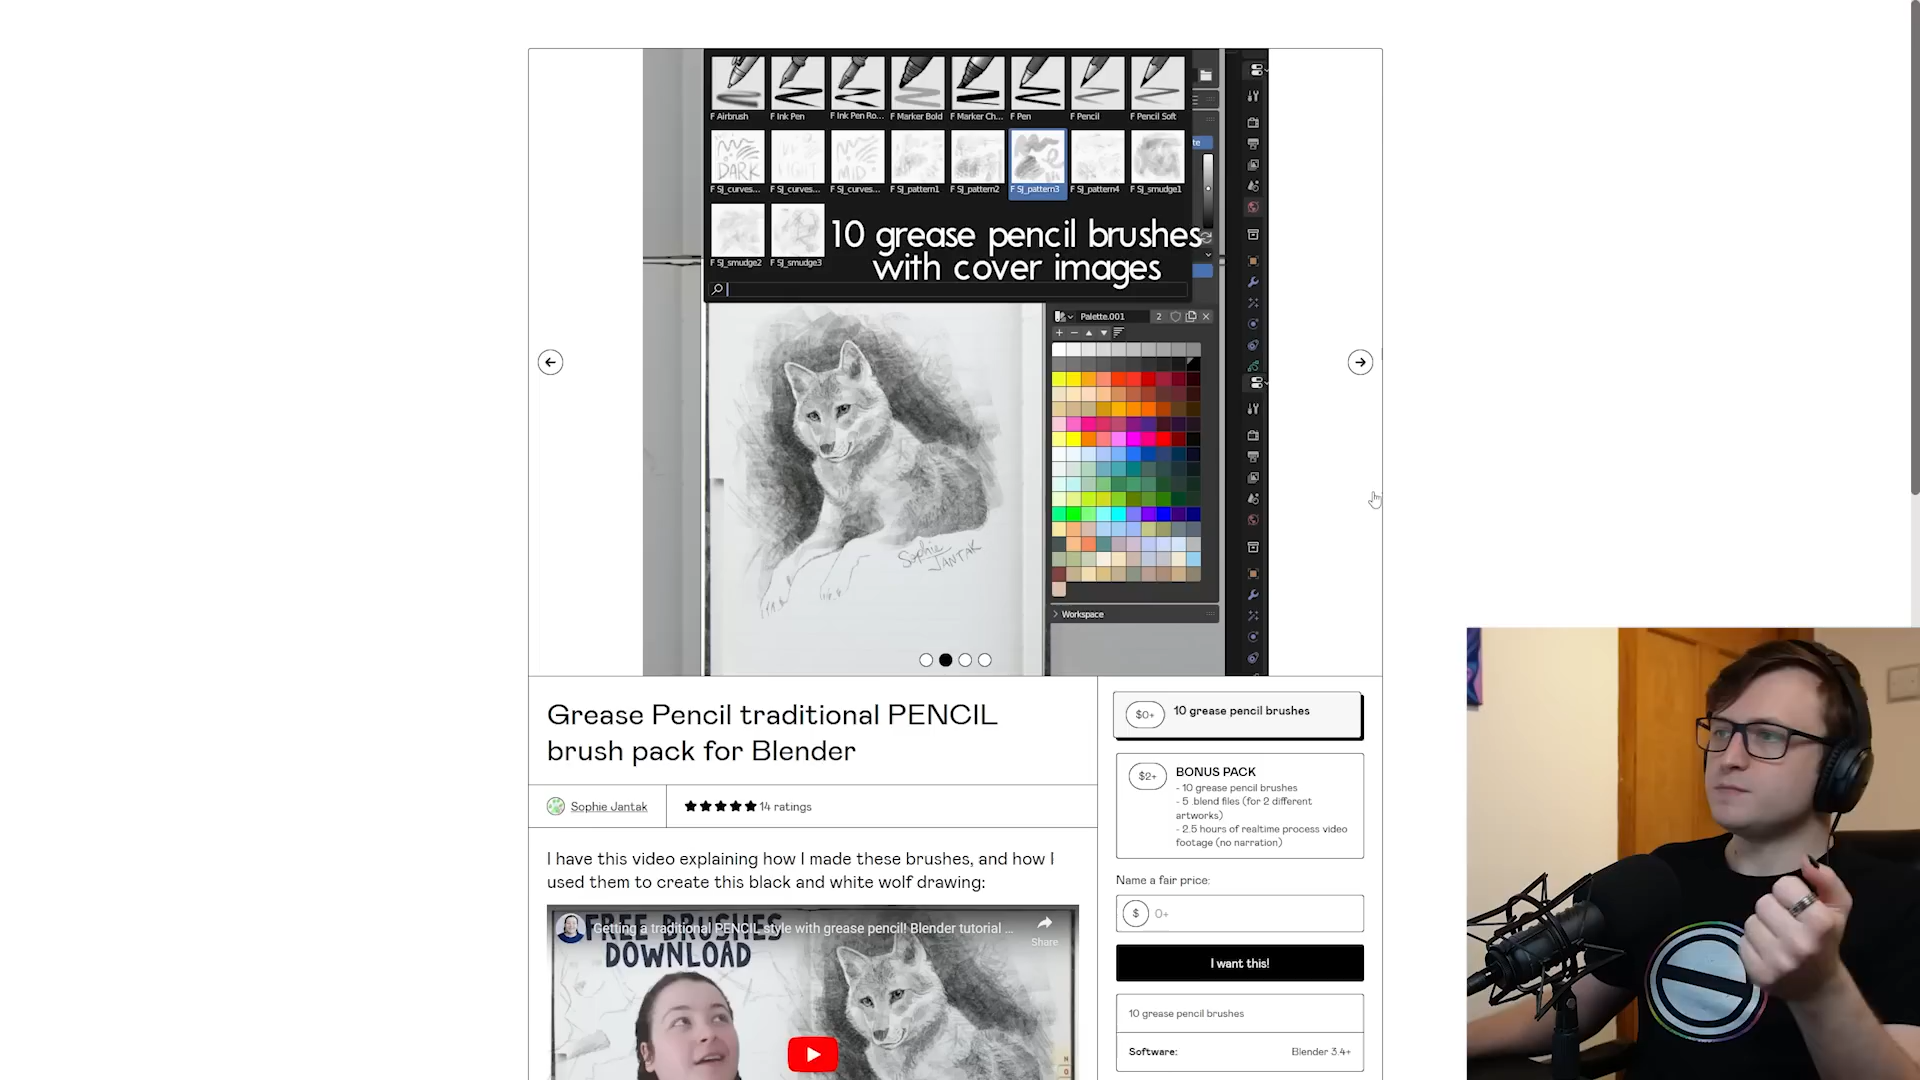 F Airbrush
F Ink Pen
F Ink Pen Ro...
F Marker Bold
F Marker Ch...
F Pen
F Pencil
F Pencil Soft
DARK
LIGHT
MID
F SJ_curves...
F SJ_curves...
F SJ_curves...
F SJ_pattern1
F SJ_pattern2
F SJ_pattern3
F SJ_pattern4
F SJ_smudge1
F SJ_smudge2
F SJ_smudge3
10 grease pencil brushes
with cover images
te
Palette.001
2
Sophie
JANTAK
Workspace
Grease Pencil traditional PENCIL
brush pack for Blender
Sophie Jantak
14 ratings
I have this video explaining how I made these brushes, and how I
used them to create this black and white wolf drawing:
FREE BRUSHES
DOWNLOAD
Getting a traditional PENCIL style with grease pencil! Blender tutorial ...
Share
$0+
10 grease pencil brushes
$2+
BONUS PACK
- 10 grease pencil brushes
- 5 .blend files (for 2 different
artworks)
- 2.5 hours of realtime process video
footage (no narration)
Name a fair price:
$
0+
I want this!
10 grease pencil brushes
Software:
Blender 3.4+